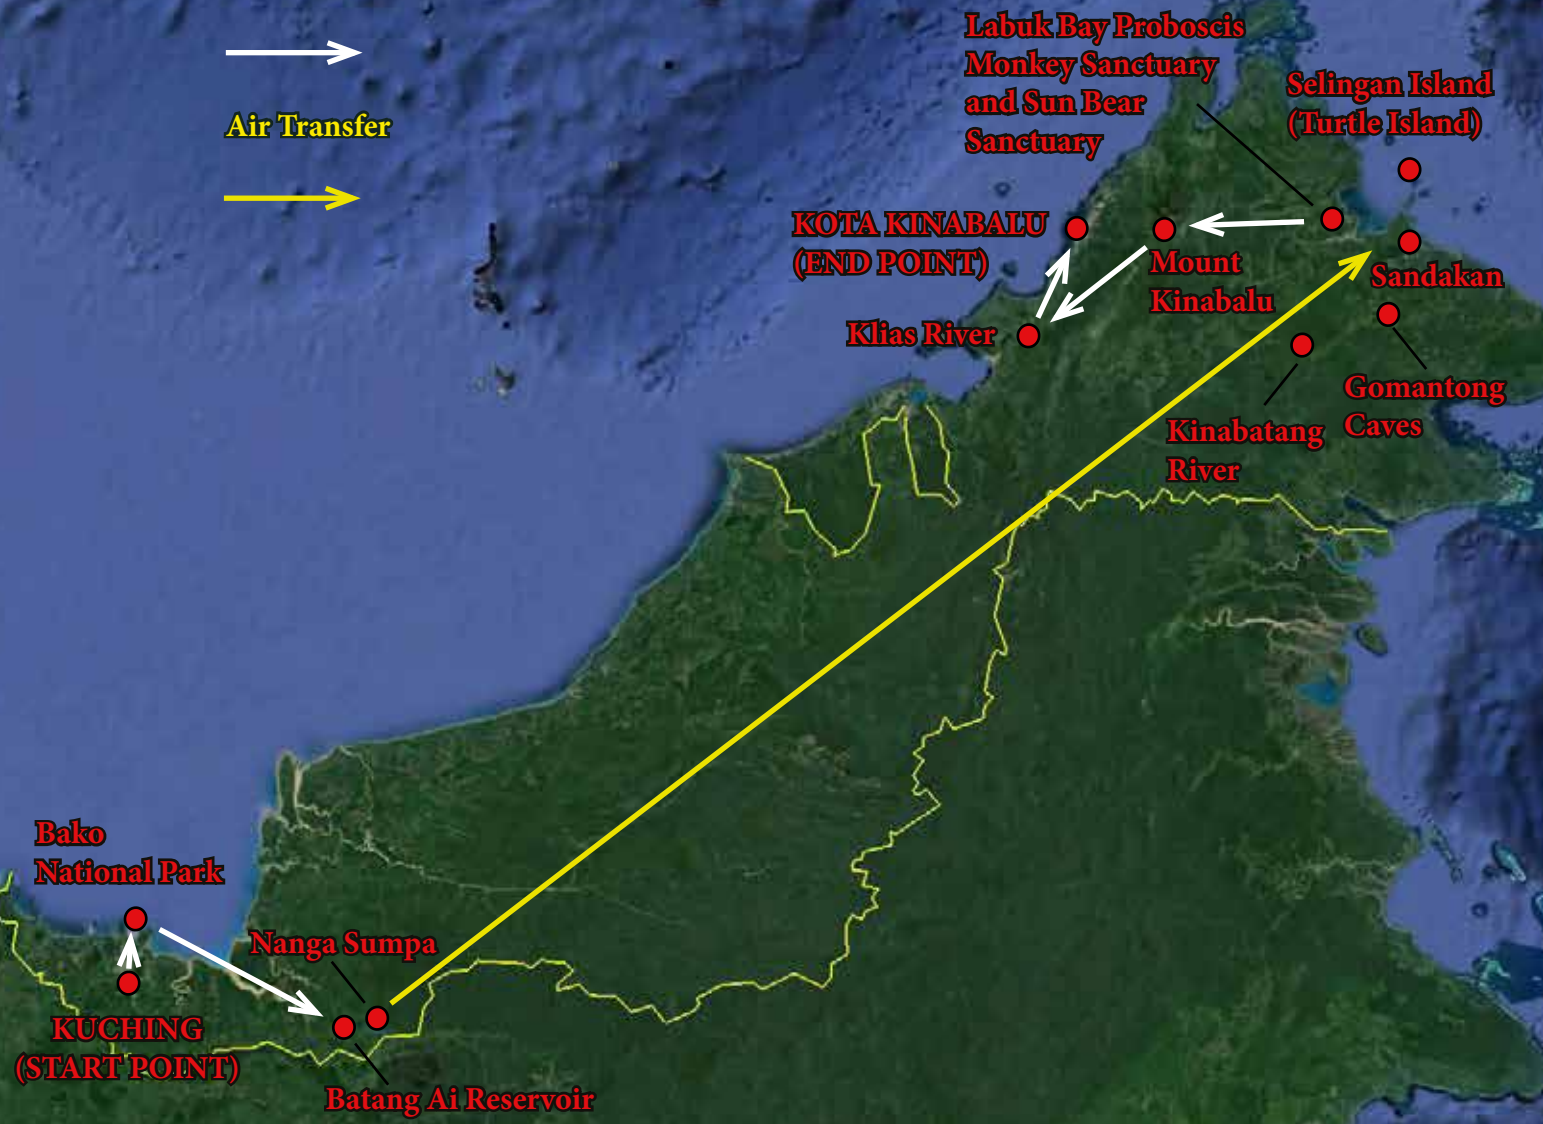 Labuk Bay Proboscis
Monkey Sanctuary
and Sun Bear
Sanctuary
Selingan Island
(Turtle Island)
Air Transfer
KOTA KINABALU
(END POINT)
Mount
Kinabalu
Sandakan
Klias River
Gomantong
Caves
Kinabatang
River
Bako
National Park
Nanga Sumpa
KUCHING
(START POINT)
Batang Ai Reservoir